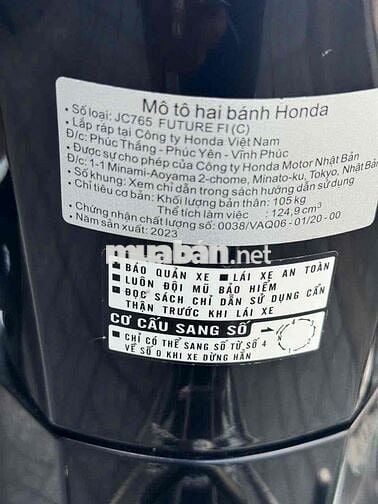 Mô tô hai bánh Honda
• Số loại: JC765 FUTURE FI (C)
• Lắp ráp tại Công ty Honda Việt Nam
Đ/c: Phúc Thắng - Phúc Yên - Vĩnh Phúc
• Được sự cho phép của Công ty Honda Motor Nhật Bản
Đ/c: 1-1 Minami-Aoyama 2-chome, Minato-ku, Tokyo, Nhật Bản
• Số khung: Xem chỉ dẫn trong sách hướng dẫn sử dụng
• Chỉ tiêu cơ bản: Khối lượng bản thân: 105 kg
Thể tích làm việc : 124,9 cm³
• Chứng nhận chất lượng số: 0038/VAQ06 - 01/20 - 00
• Năm sản xuất: 2023
muaban.net
■ BẢO QUẢN XE ■ LÁI XE AN TOÀN
■ LUÔN ĐỘI MŨ BẢO HIỂM
■ ĐỌC SÁCH CHỈ DẪN SỬ DỤNG CẨN
THẬN TRƯỚC KHI LÁI XE
CƠ CẤU SANG SỐ
■ CHỈ CÓ THỂ SANG SỐ TỪ SỐ 4
VỀ SỐ 0 KHI XE DỪNG HẲN